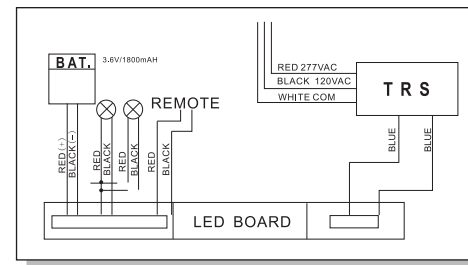 BAT.
3.6V/1800mAH
REMOTE
RED 277VAC
BLACK 120VAC
WHITE COM
TRS
RED(+)
BLACK(−)
RED
BLACK
RED
BLACK
RED
BLACK
BLUE
BLUE
LED BOARD